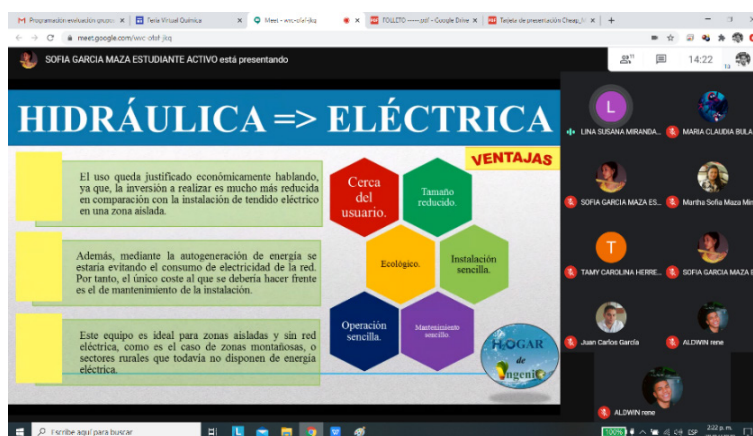 Programación evaluación grupo
Feria Virtual Química
Meet - wvc-ofaf-jkq
FOLLETO ------.pdf - Google Drive
Tarjeta de presentación Cheap_
meet.google.com/wvc-ofaf-jkq
SOFIA GARCIA MAZA ESTUDIANTE ACTIVO está presentando
11
14:22
HIDRÁULICA => ELÉCTRICA
VENTAJAS
El uso queda justificado económicamente hablando,
ya que, la inversión a realizar es mucho más reducida
en comparación con la instalación de tendido eléctrico
en una zona aislada.
Además, mediante la autogeneración de energía se
estaría evitando el consumo de electricidad de la red.
Por tanto, el único coste al que se debería hacer frente
es el de mantenimiento de la instalación.
Este equipo es ideal para zonas aisladas y sin red
eléctrica, como es el caso de zonas montañosas, o
sectores rurales que todavía no disponen de energía
eléctrica.
Cerca
del
usuario.
Tamaño
reducido.
Ecológico.
Instalación
sencilla.
Operación
sencilla.
Mantenimiento
sencillo.
HOGAR
de
Ingenio
L
LINA SUSANA MIRANDA...
MARIA CLAUDIA BULA
SOFIA GARCIA MAZA ES...
Martha Sofia Maza Mir
T
TAMY CAROLINA HERRE...
SOFIA GARCIA MAZA E
Juan Carlos García
ALDWIN rene
ALDWIN rene
Escribe aquí para buscar
100%
ESP
2:22 p. m.